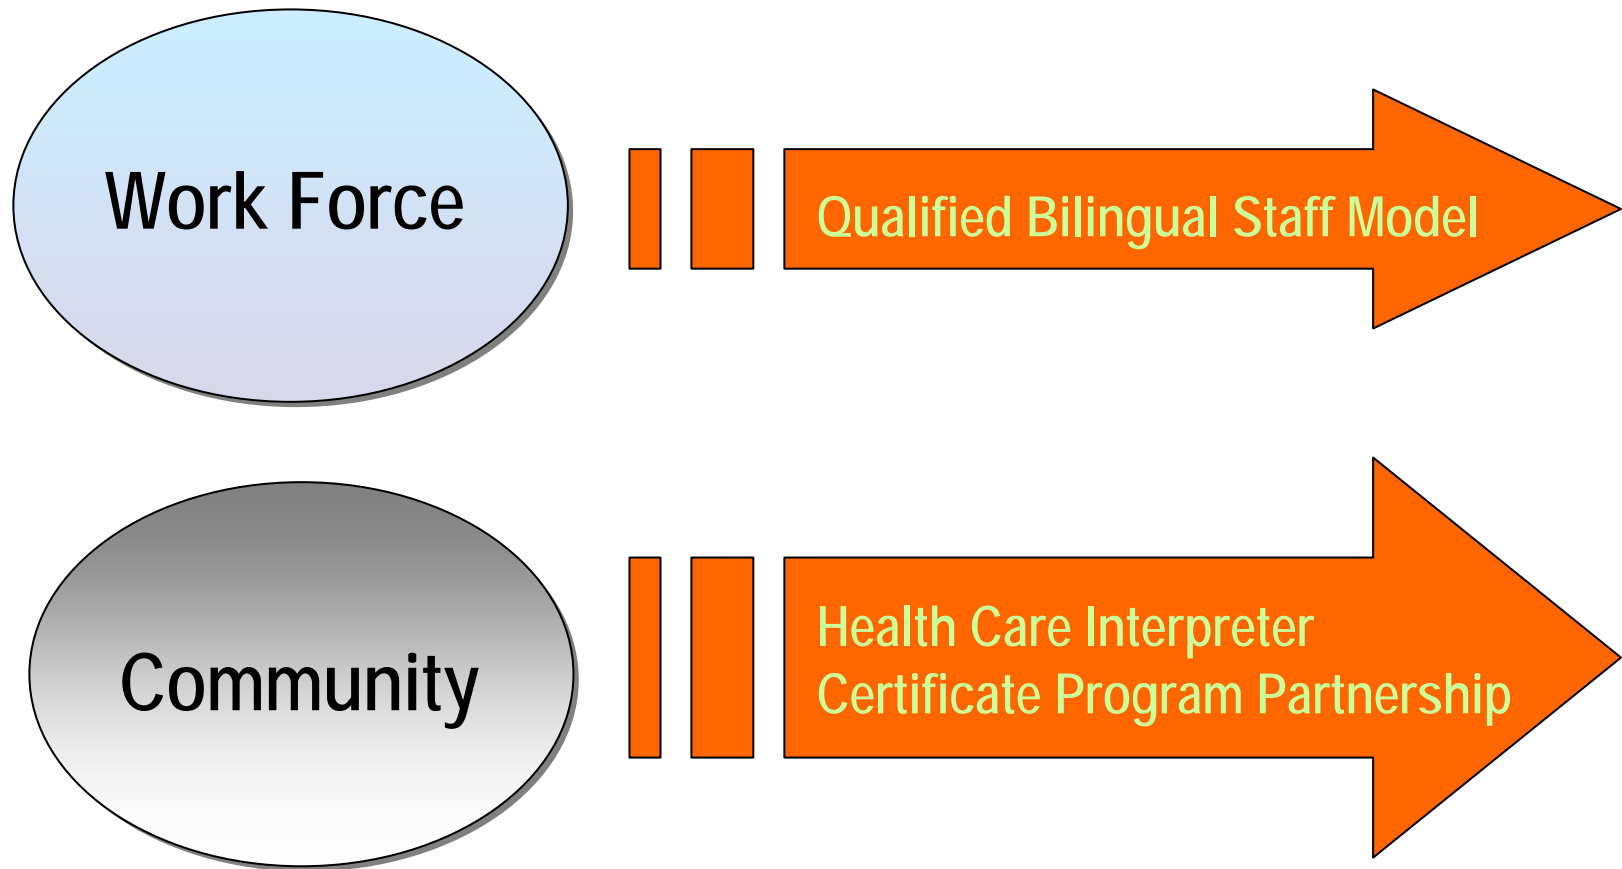 Work Force
Qualified Bilingual Staff Model
Community
Health Care Interpreter
Certificate Program Partnership